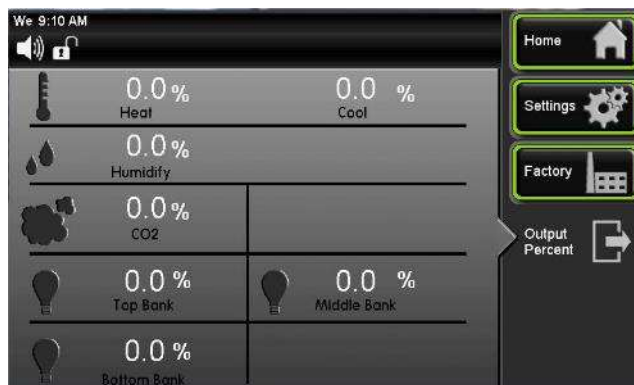 We 9:10 AM
Home
0.0 % 0.0 %
Heat Cool
Settings
0.0 %
Humidify
Factory
0.0 %
CO2
Output
Percent
0.0 % 0.0 %
Top Bank Middle Bank
0.0 %
Bottom Bank